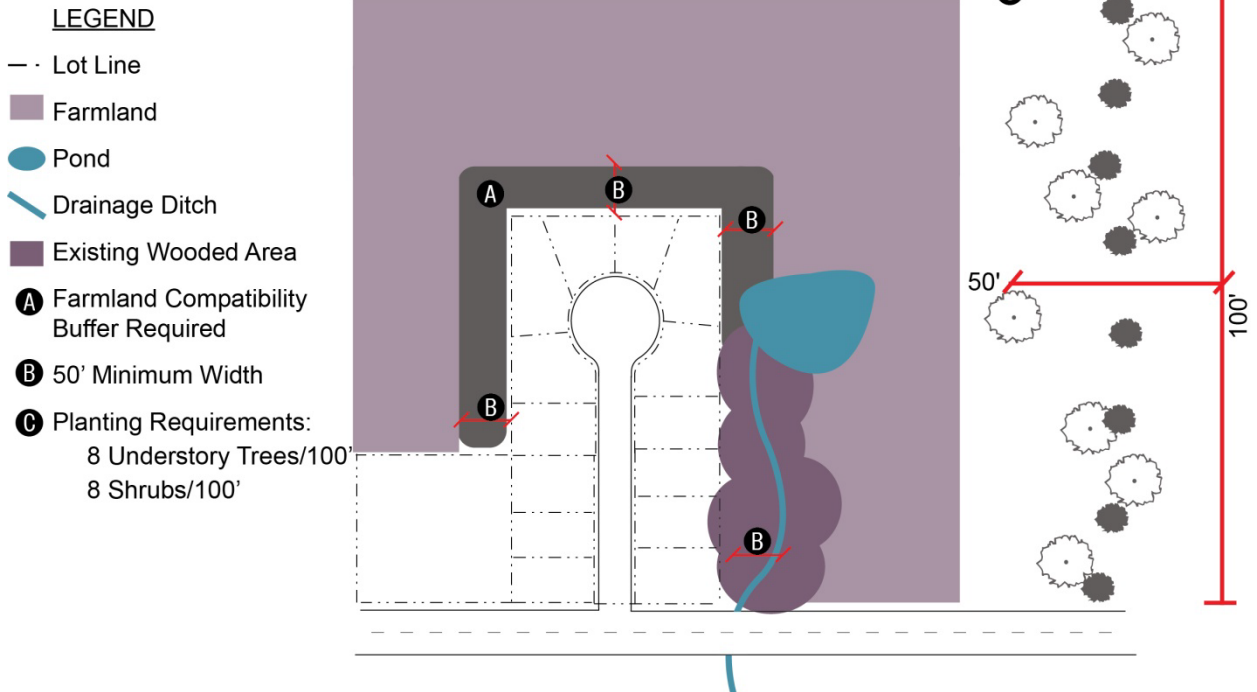 LEGEND
Lot Line
Farmland
Pond
Drainage Ditch
Existing Wooded Area
A Farmland Compatibility
Buffer Required
B 50’ Minimum Width
C Planting Requirements:
8 Understory Trees/100’
8 Shrubs/100’
A
B
B
B
B
50'
100'